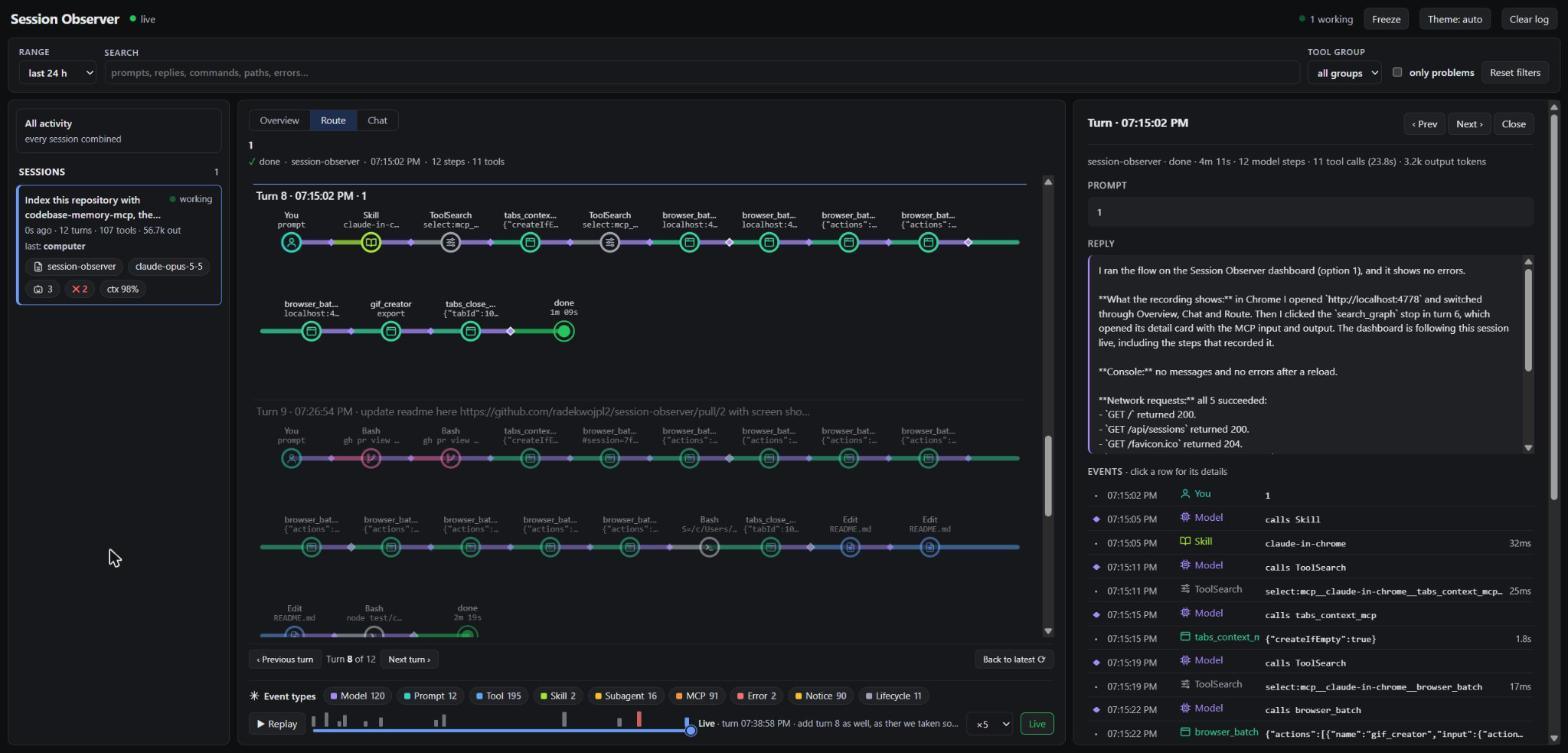 Session Observer live
1 working Freeze Theme: auto Clear log
RANGE SEARCH TOOL GROUP
last 24 h prompts, replies, commands, paths, errors... all groups only problems Reset filters
All activity
every session combined
SESSIONS 1
Index this repository with working
codebase-memory-mcp, the...
0s ago · 12 turns · 107 tools · 56.7k out
last: computer
session-observer claude-opus-5-5
3 ✕ 2 ctx 98%
Overview Route Chat
1
✓ done · session-observer · 07:15:02 PM · 12 steps · 11 tools
Turn 8 · 07:15:02 PM · 1
You Skill ToolSearch tabs_contex... ToolSearch browser_bat... browser_bat... browser_bat... browser_bat...
prompt claude-in-c... select:mcp_... {"createIfE... select:mcp_... localhost:4... localhost:4... {"actions":... {"actions":...
browser_bat... gif_creator tabs_close_... done
localhost:4... export {"tabId":10... 1m 09s
Turn 9 · 07:26:54 PM · update readme here https://github.com/radekwojpl2/session-observer/pull/2 with screen sho...
You Bash Bash tabs_contex... browser_bat... browser_bat... browser_bat... browser_bat... browser_bat...
prompt gh pr view ... gh pr view ... {"createIfE... #session=7f... {"actions":... {"actions":... {"actions":... {"actions":...
browser_bat... browser_bat... browser_bat... browser_bat... browser_bat... Bash tabs_close_... Edit Edit
{"actions":... {"actions":... {"actions":... {"actions":... {"actions":... S=/c/Users/... {"tabId":10... README.md README.md
Edit Bash done
README.md node test/c... 2m 19s
‹ Previous turn Turn 8 of 12 Next turn › Back to latest
Event types Model 120 Prompt 12 Tool 195 Skill 2 Subagent 16 MCP 91 Error 2 Notice 90 Lifecycle 11
▶ Replay Live · turn 07:38:58 PM · add turn 8 as well, as ther we taken so... ×5 Live
Turn · 07:15:02 PM ‹ Prev Next › Close
session-observer · done · 4m 11s · 12 model steps · 11 tool calls (23.8s) · 3.2k output tokens
PROMPT
1
REPLY
I ran the flow on the Session Observer dashboard (option 1), and it shows no errors.
**What the recording shows:** in Chrome I opened `http://localhost:4778` and switched
through Overview, Chat and Route. Then I clicked the `search_graph` stop in turn 6, which
opened its detail card with the MCP input and output. The dashboard is following this session
live, including the steps that recorded it.
**Console:** no messages and no errors after a reload.
**Network requests:** all 5 succeeded:
- `GET /` returned 200.
- `GET /api/sessions` returned 200.
- `GET /favicon.ico` returned 204.
EVENTS · click a row for its details
07:15:02 PM You 1
07:15:05 PM Model calls Skill
07:15:05 PM Skill claude-in-chrome 32ms
07:15:11 PM Model calls ToolSearch
07:15:11 PM ToolSearch select:mcp__claude-in-chrome__tabs_context_mcp... 25ms
07:15:15 PM Model calls tabs_context_mcp
07:15:15 PM tabs_context_m {"createIfEmpty":true} 1.8s
07:15:19 PM Model calls ToolSearch
07:15:19 PM ToolSearch select:mcp__claude-in-chrome__browser_batch 17ms
07:15:22 PM Model calls browser_batch
07:15:22 PM browser_batch {"actions":[{"name":"gif_creator","input":{"action...